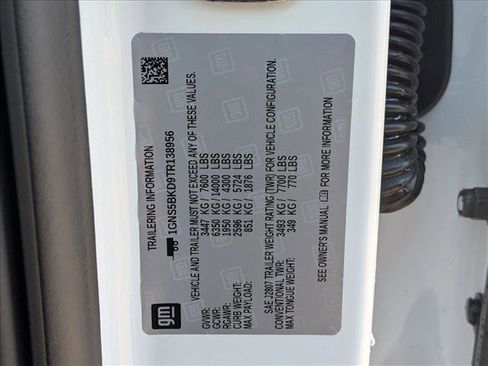 TRAILERING INFORMATION
1GNS5BKD9TR138956
VEHICLE AND TRAILER MUST NOT EXCEED ANY OF THESE VALUES.
GVWR: 3447 KG / 7600 LBS
GCWR: 6350 KG / 14000 LBS
RGAWR: 1950 KG / 4300 LBS
CURB WEIGHT: 2596 KG / 5724 LBS
MAX PAYLOAD: 851 KG / 1876 LBS
SAE J2807 TRAILER WEIGHT RATING (TWR) FOR VEHICLE CONFIGURATION.
CONVENTIONAL TWR: 3493 KG / 7700 LBS
MAX TONGUE WEIGHT: 349 KG / 770 LBS
SEE OWNER'S MANUAL FOR MORE INFORMATION
gm